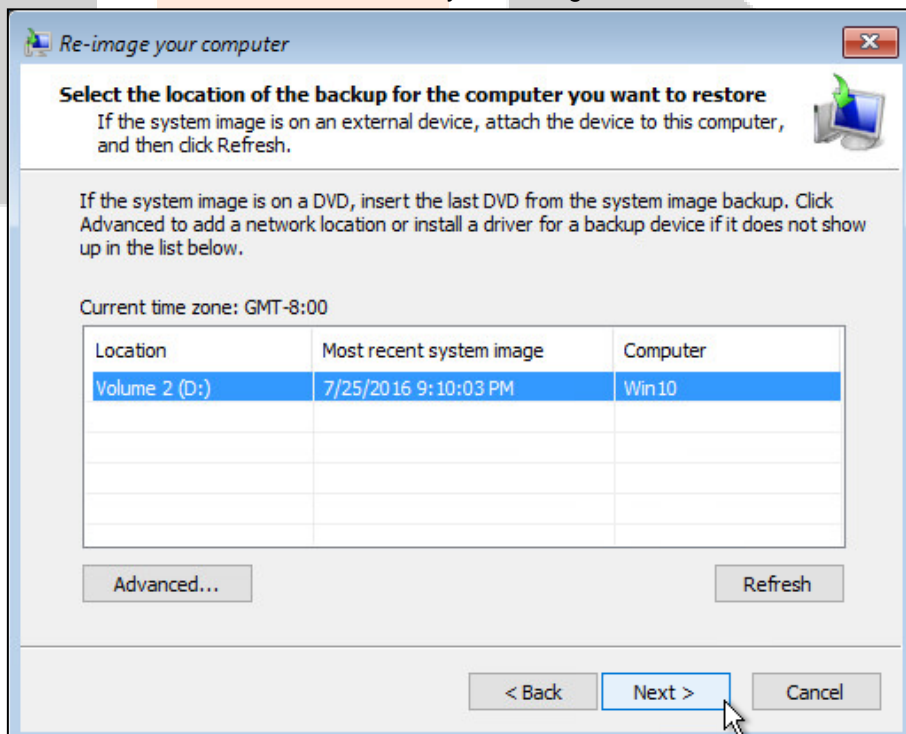 Re-image your computer
Select the location of the backup for the computer you want to restore
If the system image is on an external device, attach the device to this computer,
and then click Refresh.
If the system image is on a DVD, insert the last DVD from the system image backup. Click
Advanced to add a network location or install a driver for a backup device if it does not show
up in the list below.
Current time zone: GMT-8:00
Location Most recent system image Computer
Volume 2 (D:) 7/25/2016 9:10:03 PM Win10
Advanced... Refresh
< Back Next > Cancel